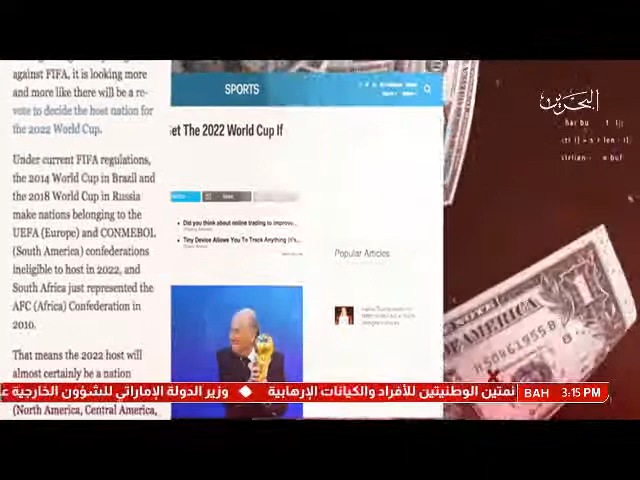 against FIFA, it is looking more
and more like there will be a re-
vote to decide the host nation for
the 2022 World Cup.
Under current FIFA regulations,
the 2014 World Cup in Brazil and
the 2018 World Cup in Russia
make nations belonging to the
UEFA (Europe) and CONMEBOL
(South America) confederations
ineligible to host in 2022, and
South Africa just represented the
AFC (Africa) Confederation in
2010.
That means the 2022 host will
almost certainly be a nation
(North America, Central America,
SPORTS
et The 2022 World Cup If
Did you think about online trading to improve...
Tiny Device Allows You To Track Anything (It's...
Popular Articles
البحرين
AMERICA
1
نمتين الوطنيتين للأفراد والكيانات الإرهابية ◆ وزير الدولة الإماراتي للشؤون الخارجية
BAH 3:15 PM